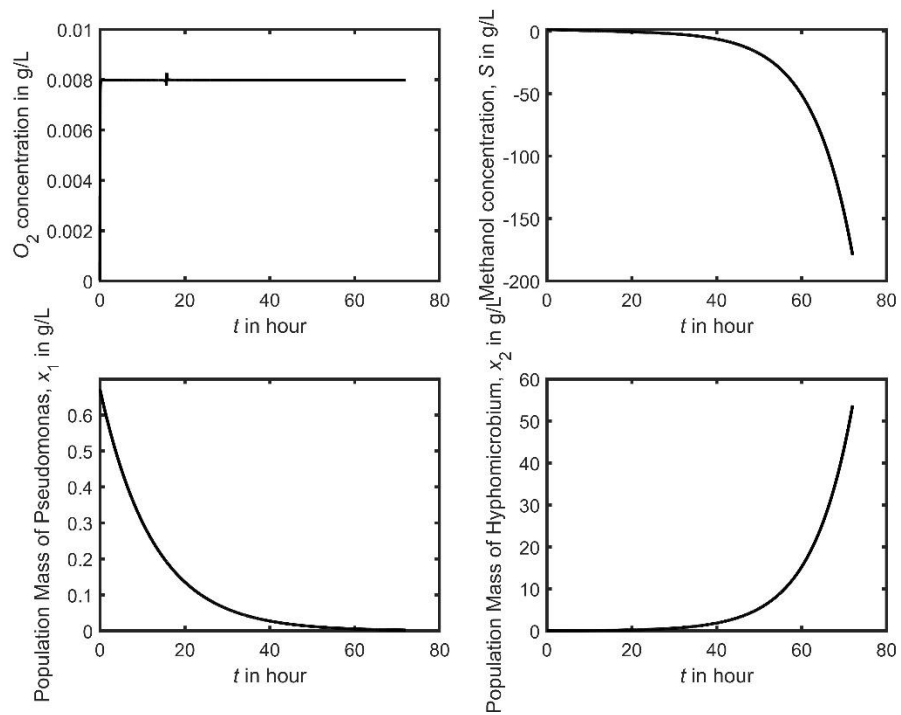 O2 concentration in g/L
0.01
0.008
0.006
0.004
0.002
0
0 20 40 60 80
t in hour
Methanol concentration, S in g/L
0
-50
-100
-150
-200
0 20 40 60 80
t in hour
Population Mass of Pseudomonas, x1 in g/L
0.6
0.5
0.4
0.3
0.2
0.1
0
0 20 40 60 80
t in hour
Population Mass of Hyphomicrobium, x2 in g/L
60
50
40
30
20
10
0
0 20 40 60 80
t in hour